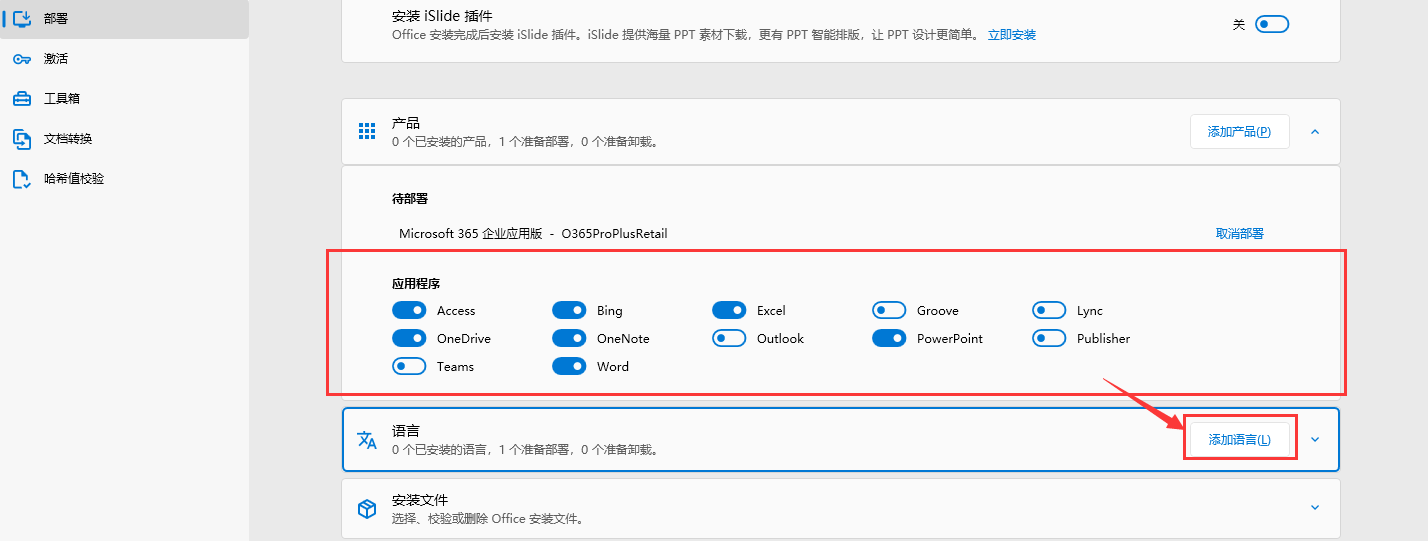 部署
激活
工具箱
文档转换
哈希值校验
安装 iSlide 插件
Office 安装完成后安装 iSlide 插件。iSlide 提供海量 PPT 素材下载，更有 PPT 智能排版，让 PPT 设计更简单。 立即安装
关
产品
0 个已安装的产品，1 个准备部署，0 个准备卸载。
添加产品(P)
待部署
Microsoft 365 企业应用版 - O365ProPlusRetail
取消部署
应用程序
Access Bing Excel Groove Lync
OneDrive OneNote Outlook PowerPoint Publisher
Teams Word
语言
0 个已安装的语言，1 个准备部署，0 个准备卸载。
添加语言(L)
安装文件
选择、校验或删除 Office 安装文件。